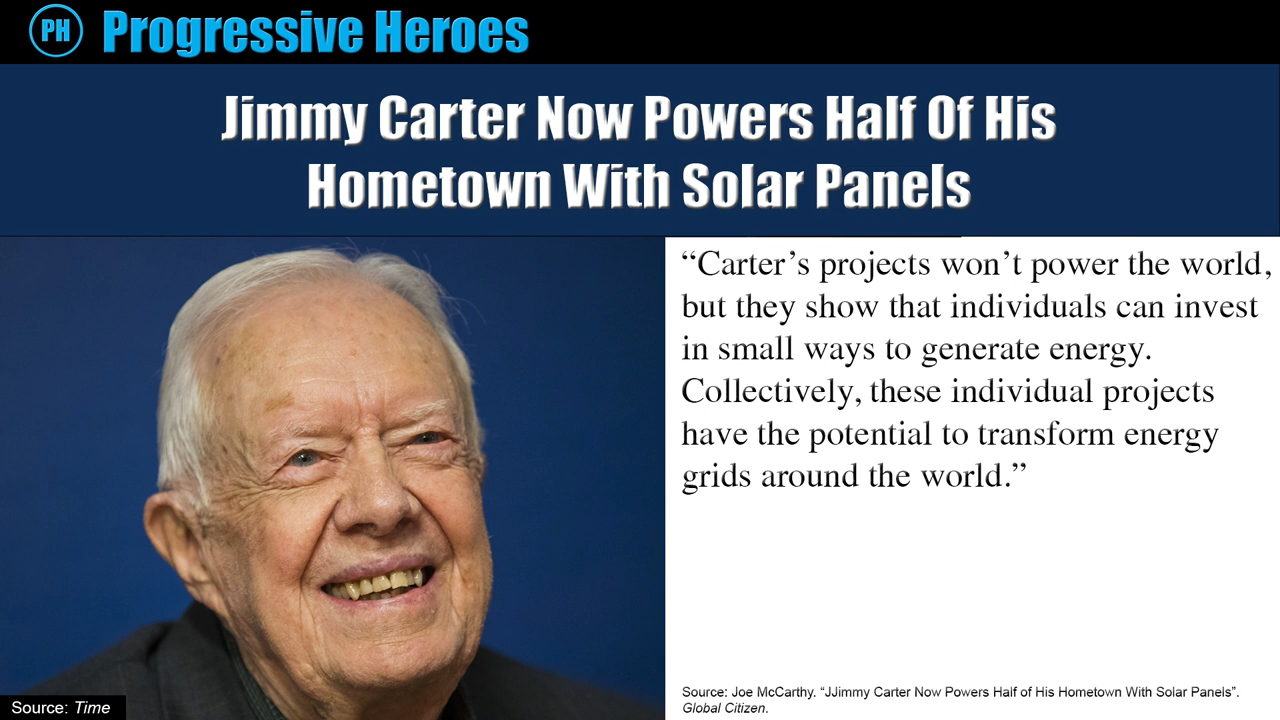 PH Progressive Heroes
Jimmy Carter Now Powers Half Of His
Hometown With Solar Panels
“Carter’s projects won’t power the world,
but they show that individuals can invest
in small ways to generate energy.
Collectively, these individual projects
have the potential to transform energy
grids around the world.”
Source: Joe McCarthy. “JJimmy Carter Now Powers Half of His Hometown With Solar Panels”.
Global Citizen.
Source: Time